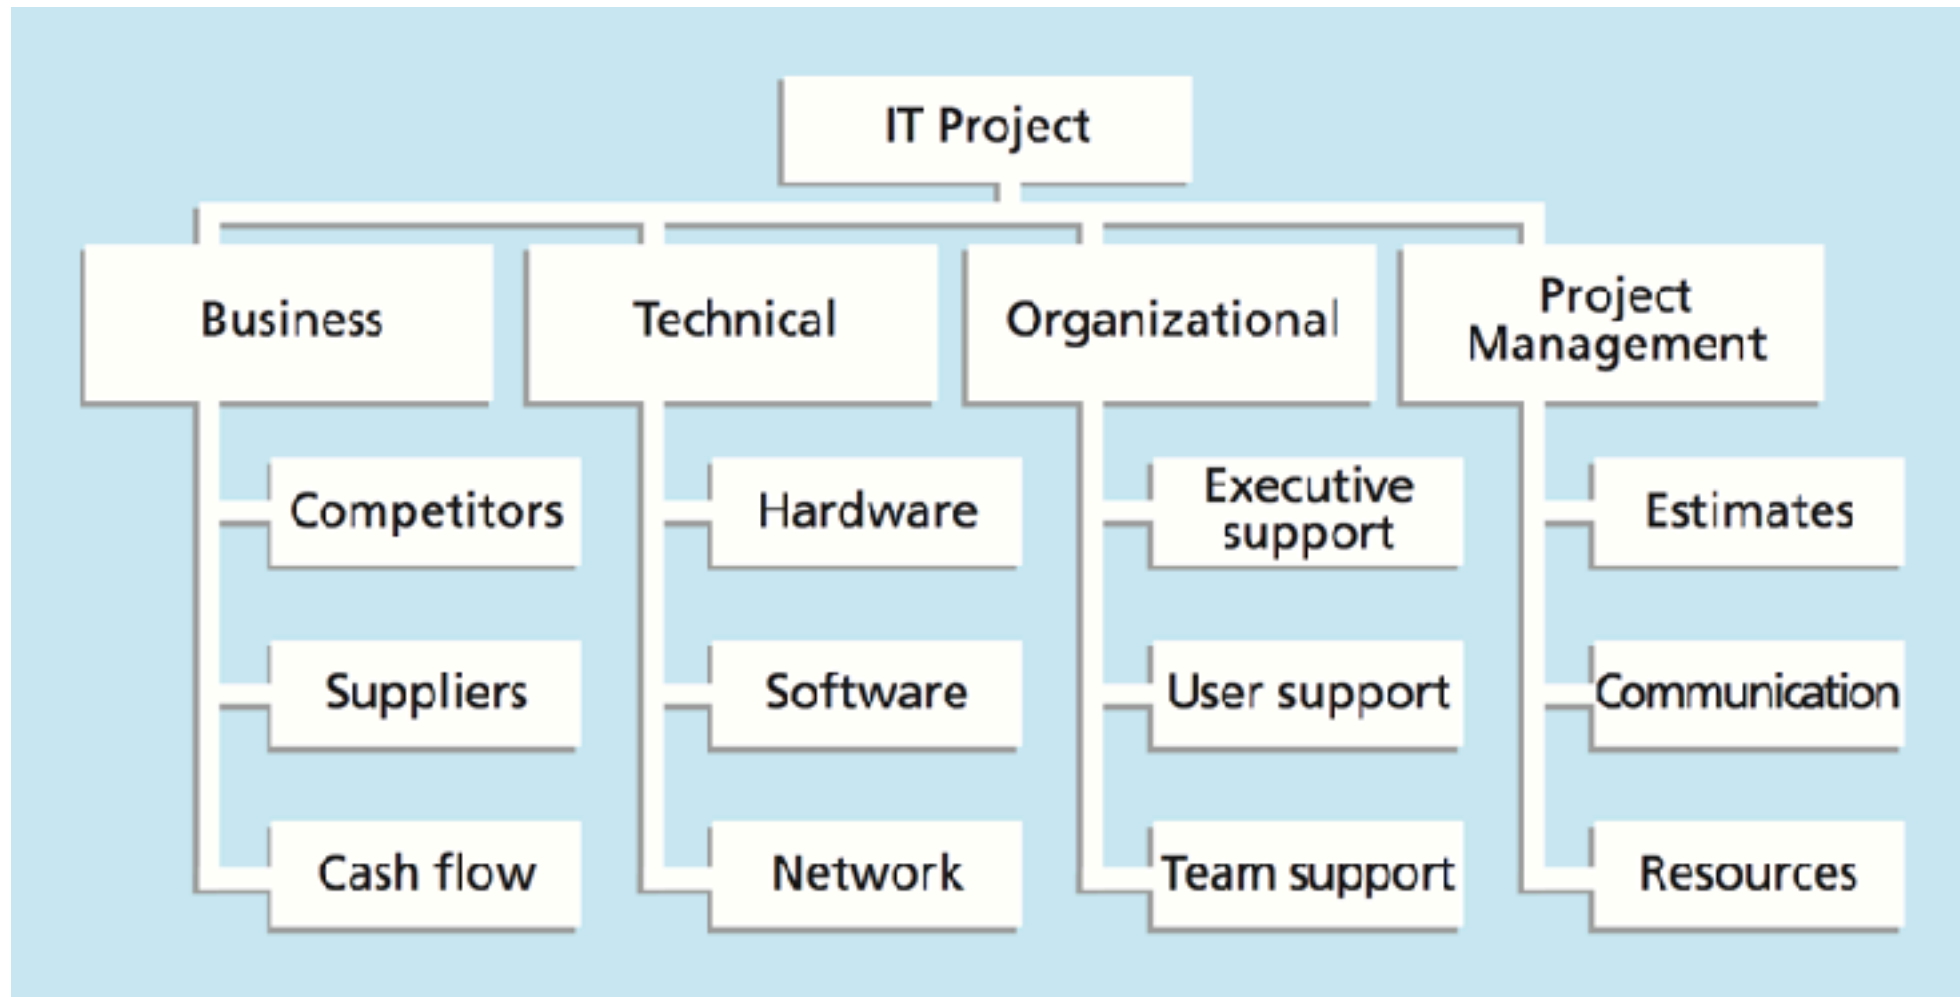 IT Project
Business
Technical
Organizational
Project
Management
Competitors
Suppliers
Cash flow
Hardware
Software
Network
Executive
support
User support
Team support
Estimates
Communication
Resources